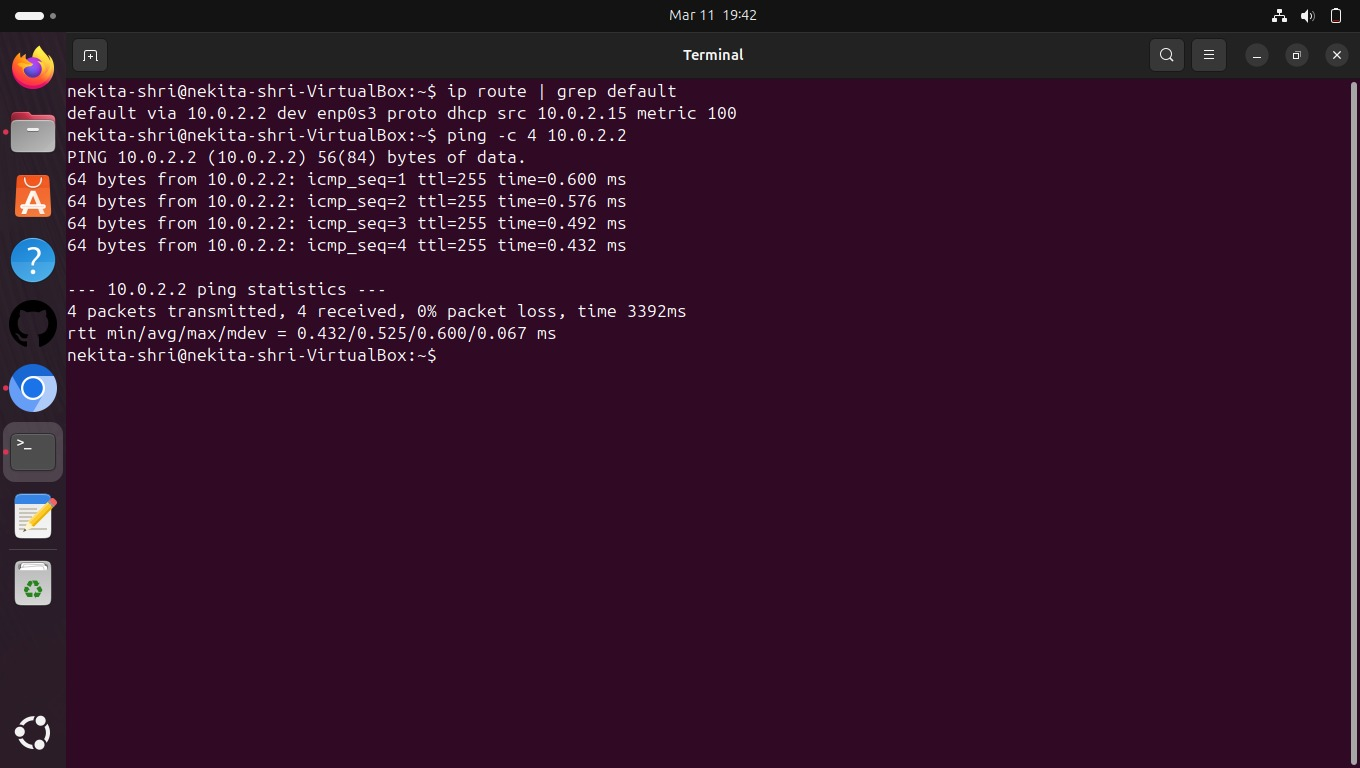 Mar 11 19:42
Terminal
nekita-shri@nekita-shri-VirtualBox:~$ ip route | grep default
default via 10.0.2.2 dev enp0s3 proto dhcp src 10.0.2.15 metric 100
nekita-shri@nekita-shri-VirtualBox:~$ ping -c 4 10.0.2.2
PING 10.0.2.2 (10.0.2.2) 56(84) bytes of data.
64 bytes from 10.0.2.2: icmp_seq=1 ttl=255 time=0.600 ms
64 bytes from 10.0.2.2: icmp_seq=2 ttl=255 time=0.576 ms
64 bytes from 10.0.2.2: icmp_seq=3 ttl=255 time=0.492 ms
64 bytes from 10.0.2.2: icmp_seq=4 ttl=255 time=0.432 ms
--- 10.0.2.2 ping statistics ---
4 packets transmitted, 4 received, 0% packet loss, time 3392ms
rtt min/avg/max/mdev = 0.432/0.525/0.600/0.067 ms
nekita-shri@nekita-shri-VirtualBox:~$